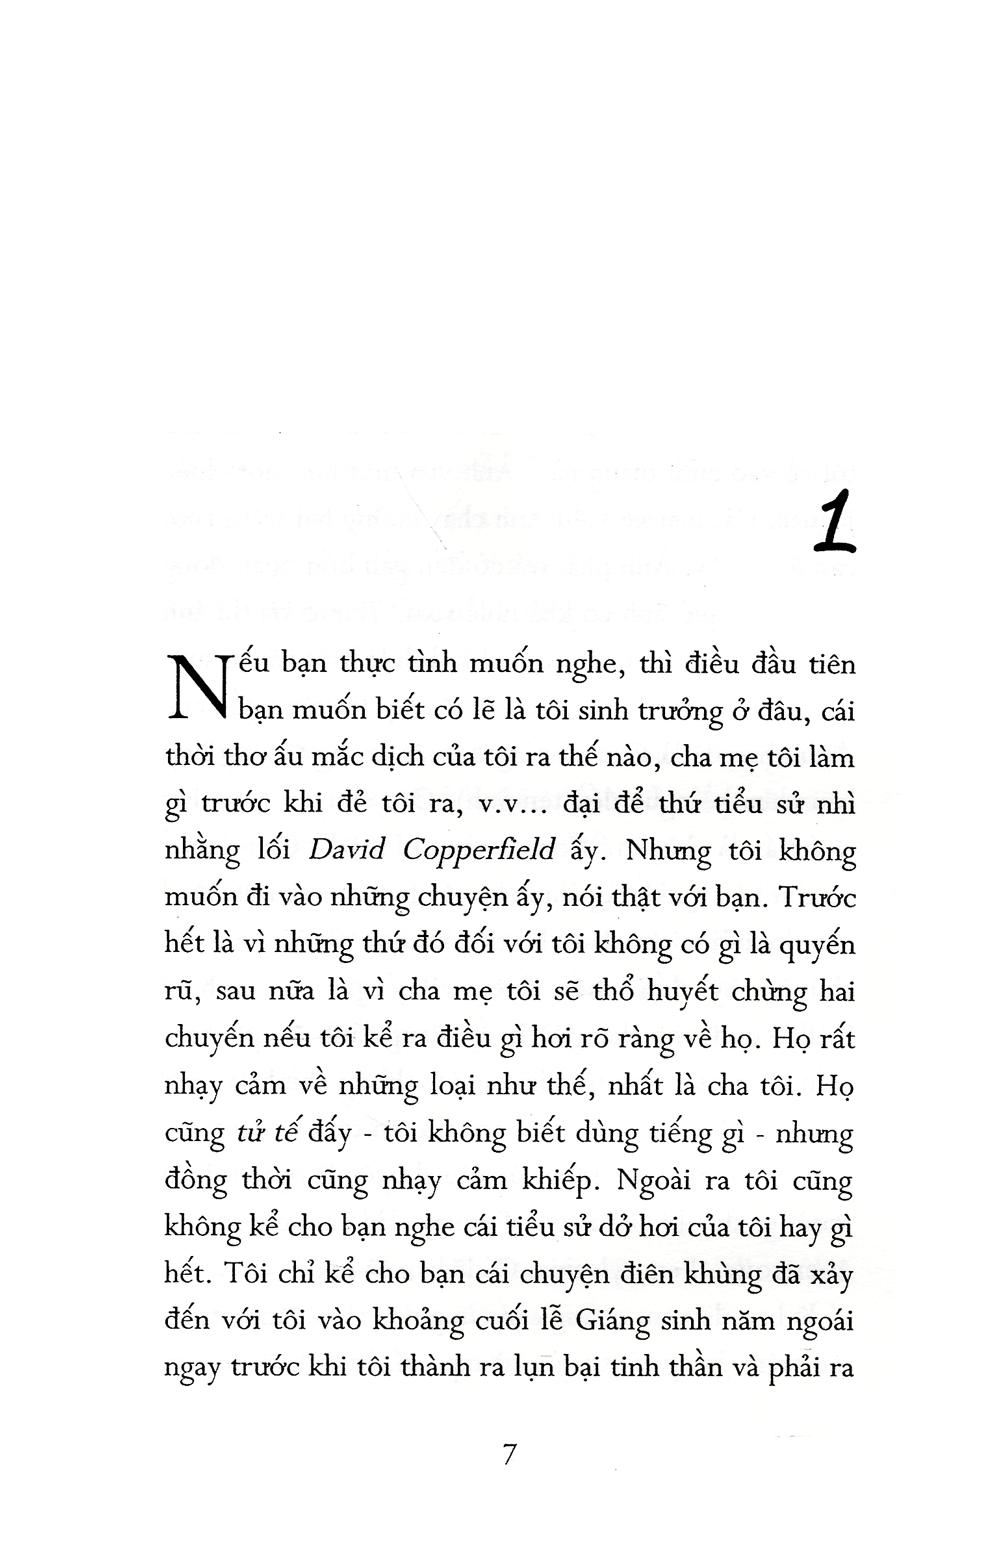 1
Nếu bạn thực tình muốn nghe, thì điều đầu tiên
bạn muốn biết có lẽ là tôi sinh trưởng ở đâu, cái
thời thơ ấu mắc dịch của tôi ra thế nào, cha mẹ tôi làm
gì trước khi đẻ tôi ra, v.v... đại để thứ tiểu sử nhì
nhằng lối David Copperfield ấy. Nhưng tôi không
muốn đi vào những chuyện ấy, nói thật với bạn. Trước
hết là vì những thứ đó đối với tôi không có gì là quyến
rũ, sau nữa là vì cha mẹ tôi sẽ thổ huyết chừng hai
chuyến nếu tôi kể ra điều gì hơi rõ ràng về họ. Họ rất
nhạy cảm về những loại như thế, nhất là cha tôi. Họ
cũng tử tế đấy - tôi không biết dùng tiếng gì - nhưng
đồng thời cũng nhạy cảm khiếp. Ngoài ra tôi cũng
không kể cho bạn nghe cái tiểu sử dở hơi của tôi hay gì
hết. Tôi chỉ kể cho bạn cái chuyện điên khùng đã xảy
đến với tôi vào khoảng cuối lễ Giáng sinh năm ngoái
ngay trước khi tôi thành ra lụn bại tinh thần và phải ra
7